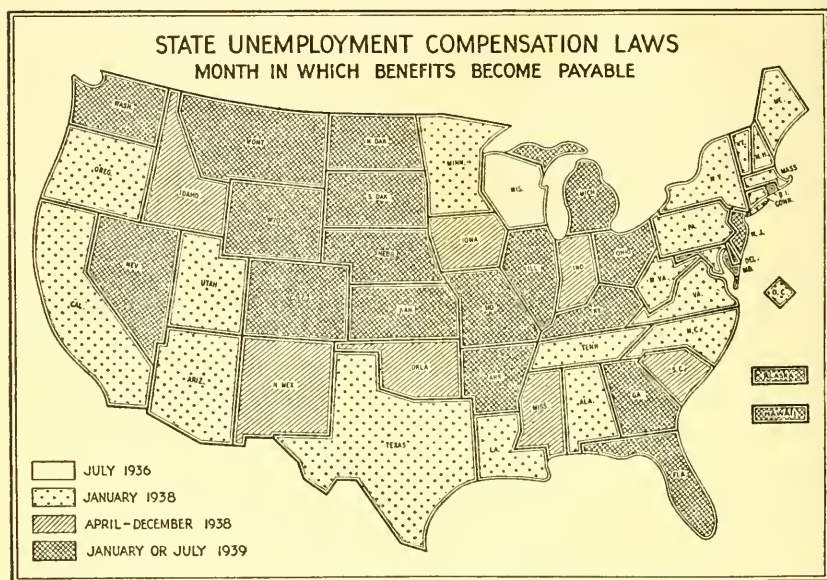 STATE UNEMPLOYMENT COMPENSATION LAWS
MONTH IN WHICH BENEFITS BECOME PAYABLE
WASH.
MONT.
N. DAK.
MINN.
ME.
OREG.
IDAHO
S. DAK.
WIS.
MICH.
VT.
N.H.
MASS
N.Y.
R.I.
CONN.
WYO.
IOWA
PA.
N.J.
NEV.
UTAH
NEBR.
ILL.
IND.
OHIO
DEL.
MD.
CAL.
KAN.
MO.
KY.
W.VA.
VA.
D.C.
ARIZ.
N. MEX.
OKLA.
ARK.
TENN.
N.C.
S.C.
ALASKA
HAWAII
TEXAS
LA.
MISS.
ALA.
GA.
FLA.
JULY 1936
JANUARY 1938
APRIL-DECEMBER 1938
JANUARY OR JULY 1939